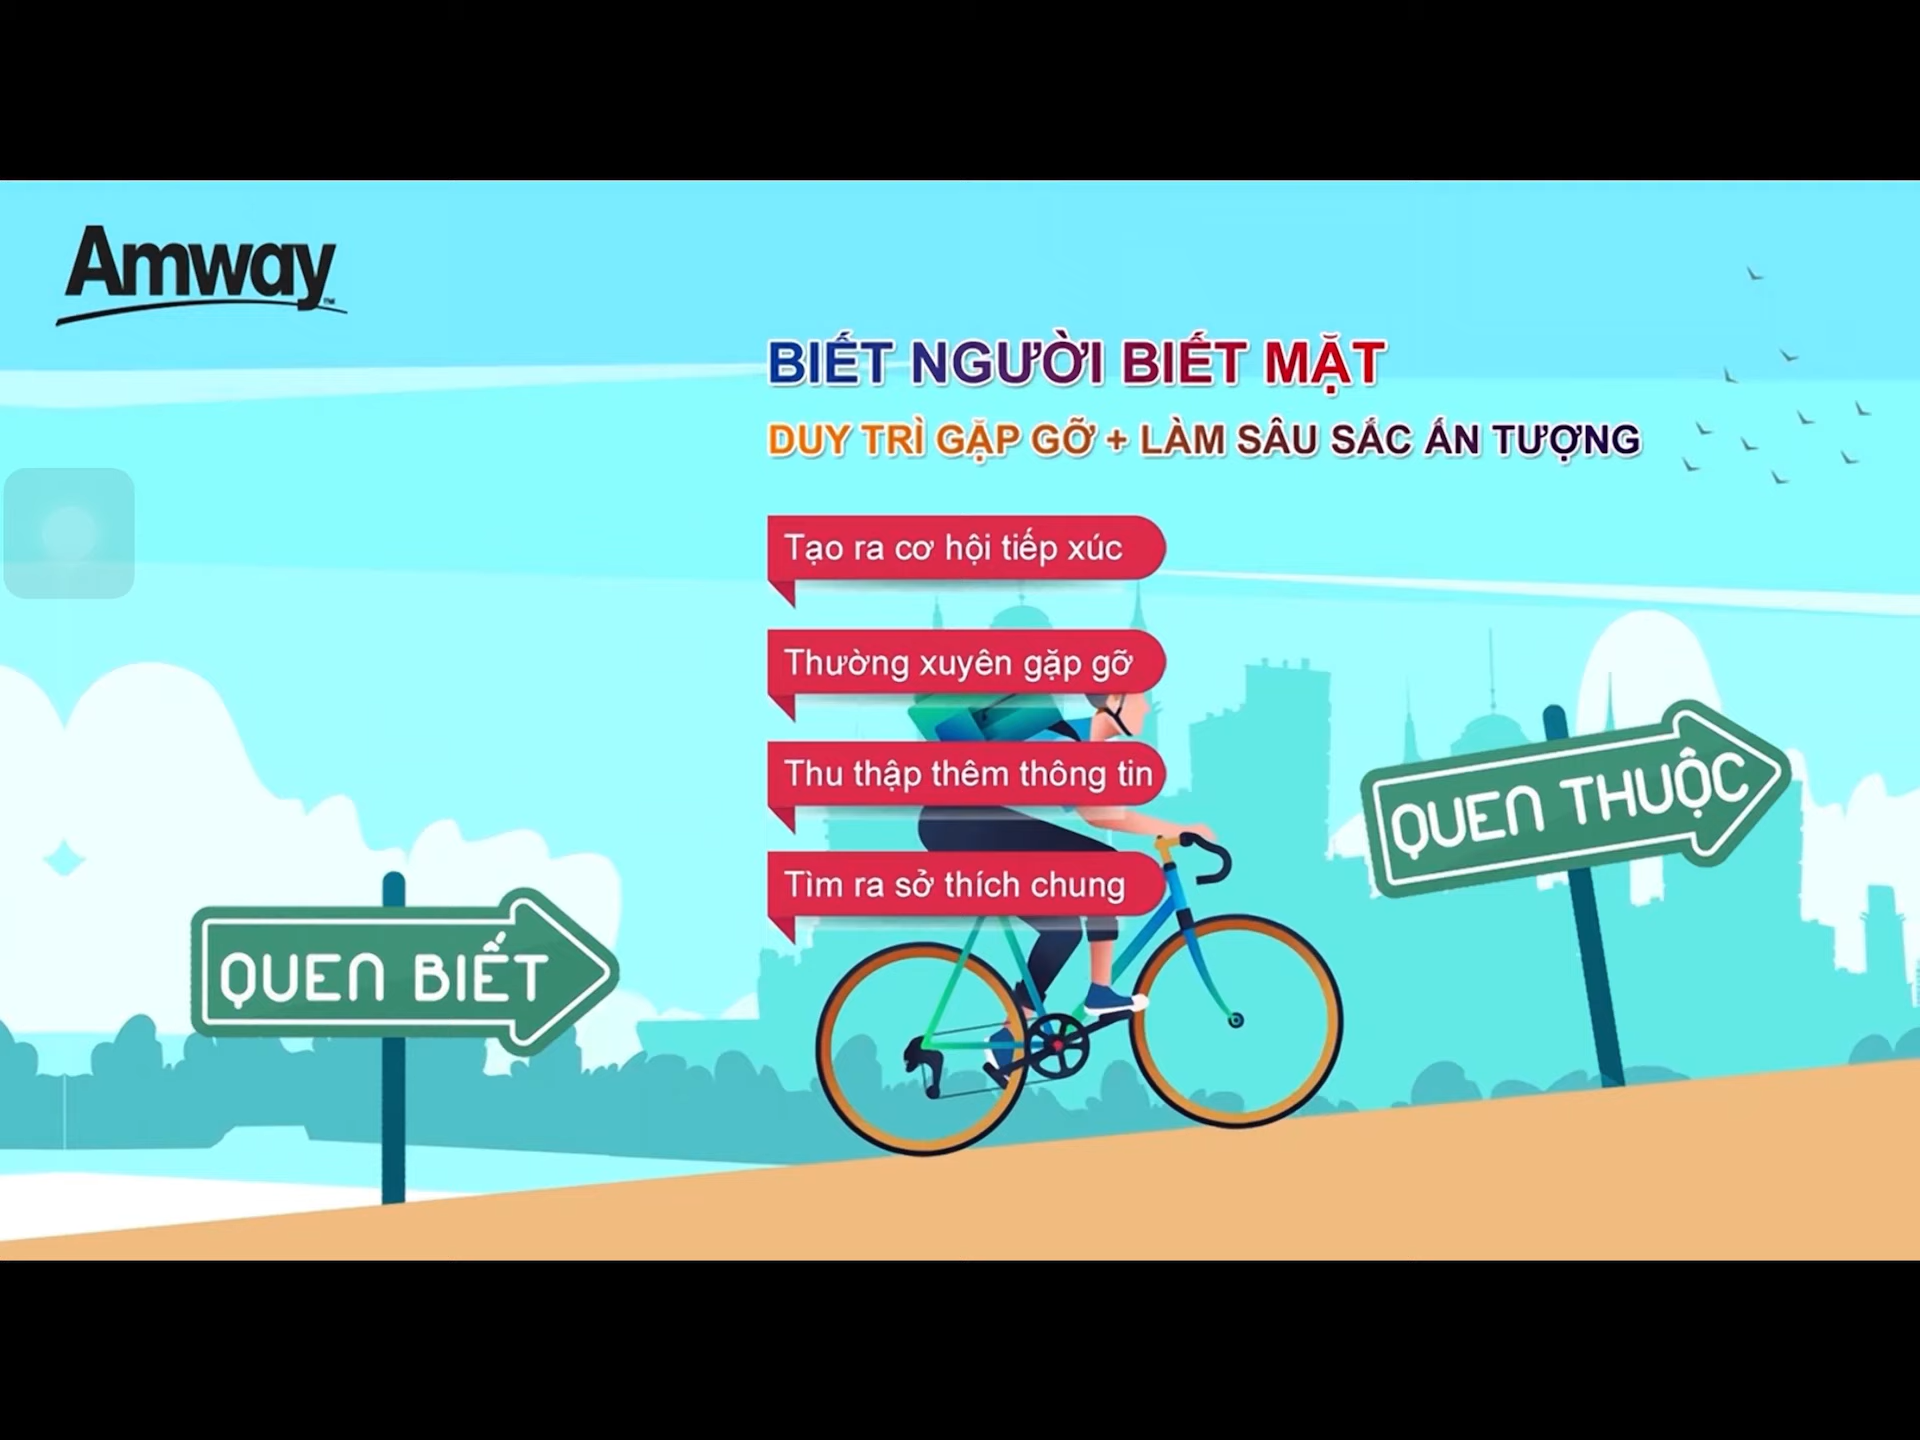 Amway™
BIẾT NGƯỜI BIẾT MẶT
DUY TRÌ GẶP GỠ + LÀM SÂU SẮC ẤN TƯỢNG
Tạo ra cơ hội tiếp xúc
Thường xuyên gặp gỡ
Thu thập thêm thông tin
Tìm ra sở thích chung
QUEN THUỘC
QUEN BIẾT